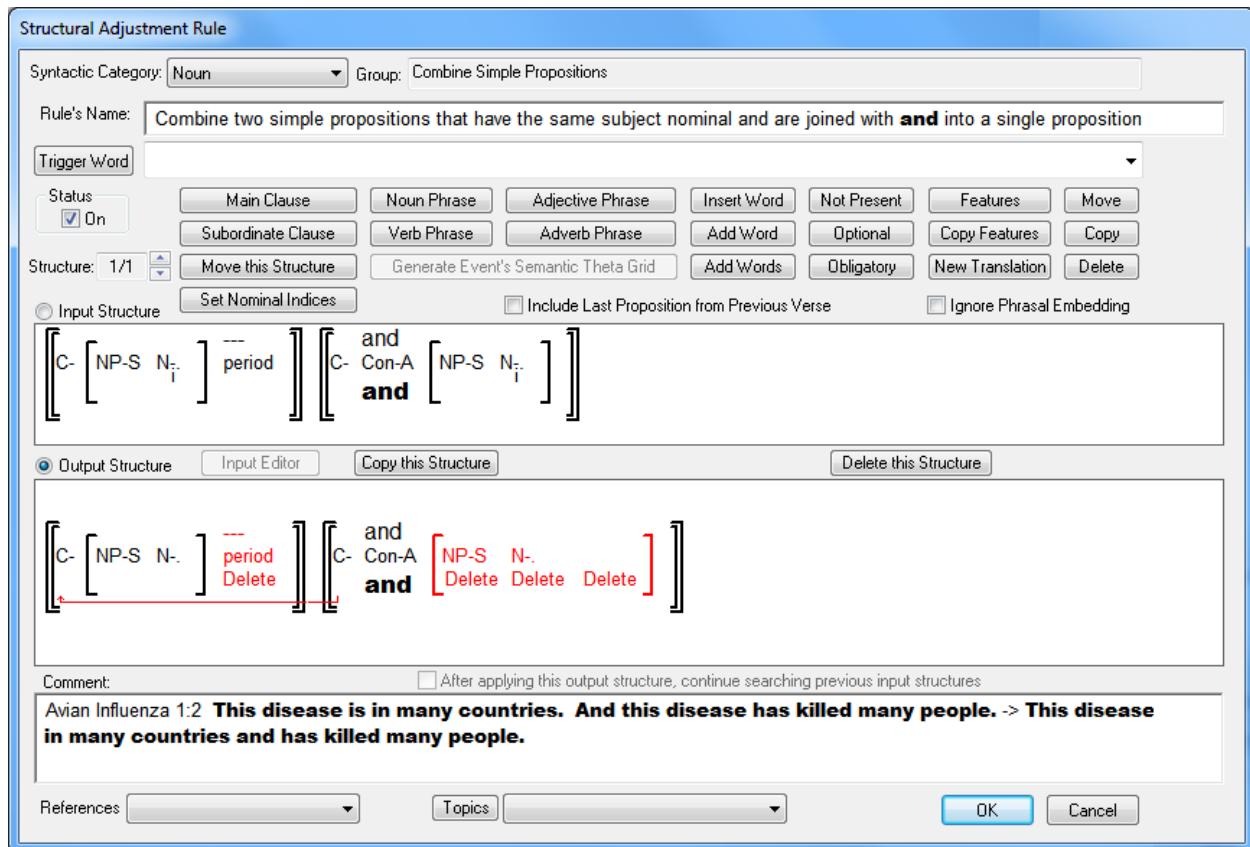 Structural Adjustment Rule
Syntactic Category: Noun Group: Combine Simple Propositions
Rule's Name: Combine two simple propositions that have the same subject nominal and are joined with and into a single proposition
Trigger Word
Status
On
Main Clause Noun Phrase Adjective Phrase Insert Word Not Present Features Move
Subordinate Clause Verb Phrase Adverb Phrase Add Word Optional Copy Features Copy
Structure: 1/1 Move this Structure Generate Event's Semantic Theta Grid Add Words Obligatory New Translation Delete
Set Nominal Indices
Input Structure Include Last Proposition from Previous Verse Ignore Phrasal Embedding
--- and
C- NP-S N-. period C- Con-A NP-S N-.
i and i
Output Structure Input Editor Copy this Structure Delete this Structure
--- and
C- NP-S N-. period C- Con-A NP-S N-.
Delete and Delete Delete Delete
Comment: After applying this output structure, continue searching previous input structures
Avian Influenza 1:2 This disease is in many countries. And this disease has killed many people. -> This disease
in many countries and has killed many people.
References Topics OK Cancel